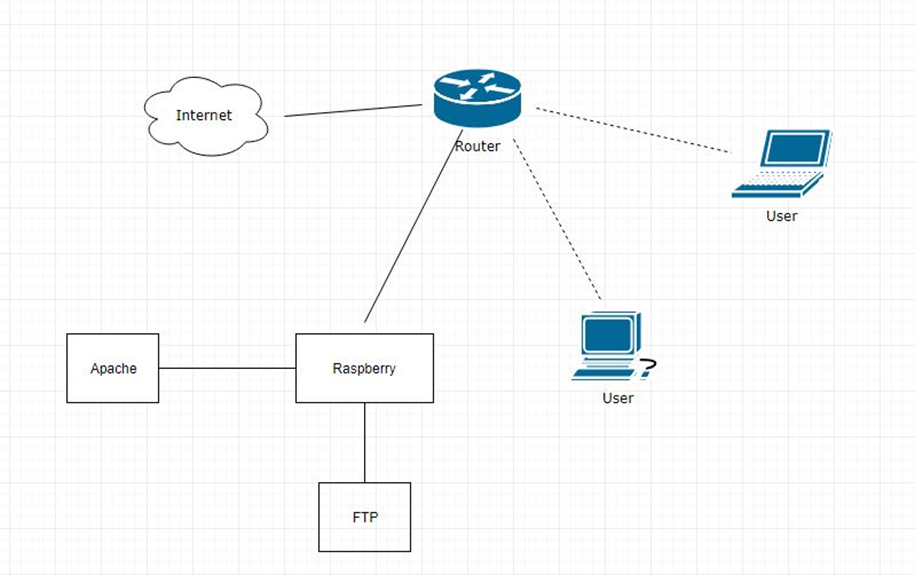 Internet
Router
User
Apache
Raspberry
User
FTP